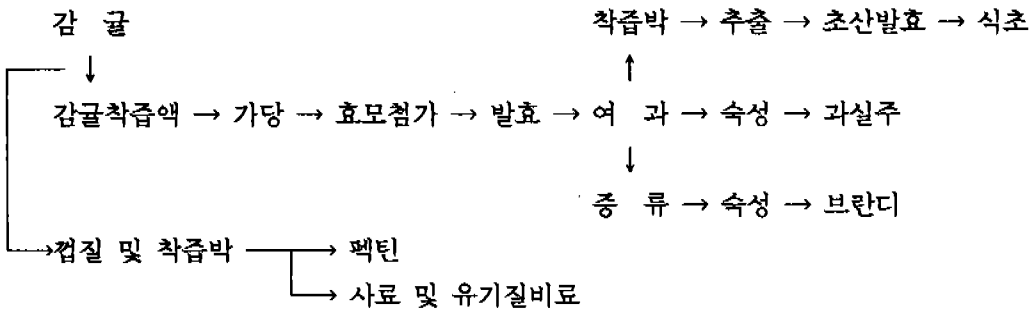 감 귤 착즙박 → 추출 → 초산발효 → 식초
감귤착즙액 → 가당 → 효모첨가 → 발효 → 여 과 → 숙성 → 과실주
증 류 → 숙성 → 브란디
껍질 및 착즙박 → 펙틴
→ 사료 및 유기질비료